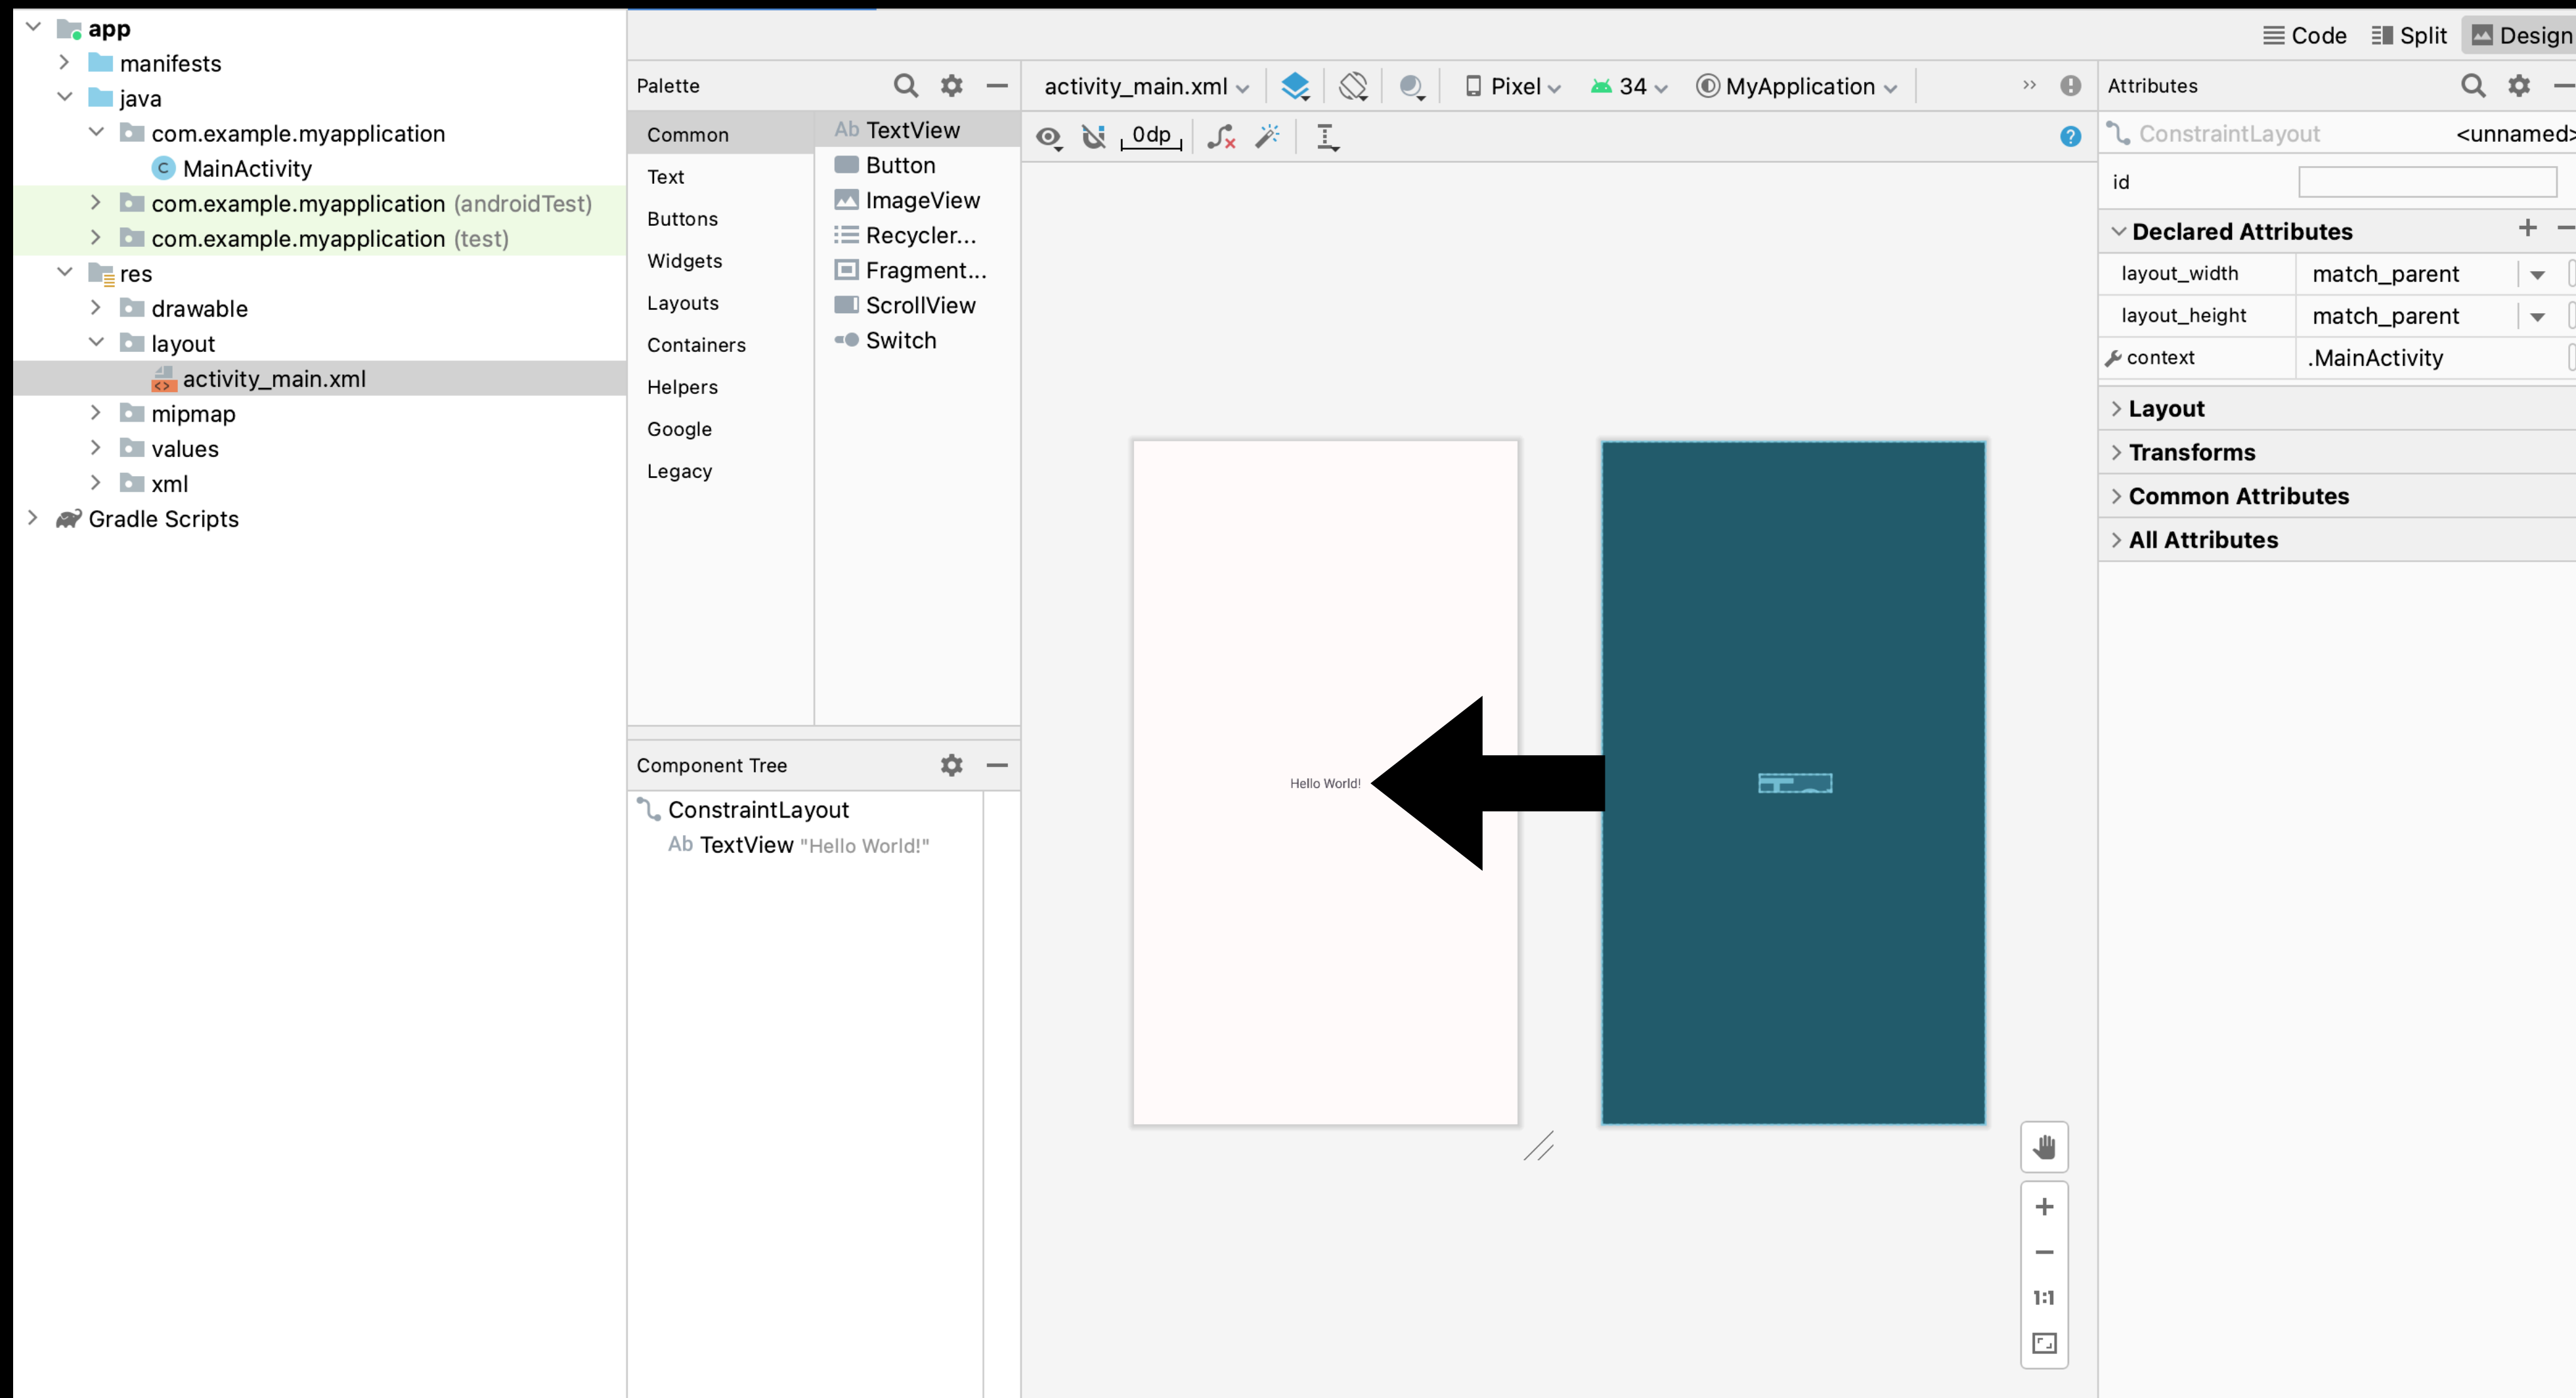 app
manifests
java
com.example.myapplication
MainActivity
com.example.myapplication (androidTest)
com.example.myapplication (test)
res
drawable
layout
activity_main.xml
mipmap
values
xml
Gradle Scripts
Code Split Design
Palette
Common
Text
Buttons
Widgets
Layouts
Containers
Helpers
Google
Legacy
Ab TextView
Button
ImageView
Recycler...
Fragment...
ScrollView
Switch
Component Tree
ConstraintLayout
Ab TextView "Hello World!"
activity_main.xml Pixel 34 MyApplication
0dp
Hello World!
1:1
Attributes
ConstraintLayout <unnamed>
id
Declared Attributes
layout_width match_parent
layout_height match_parent
context .MainActivity
Layout
Transforms
Common Attributes
All Attributes